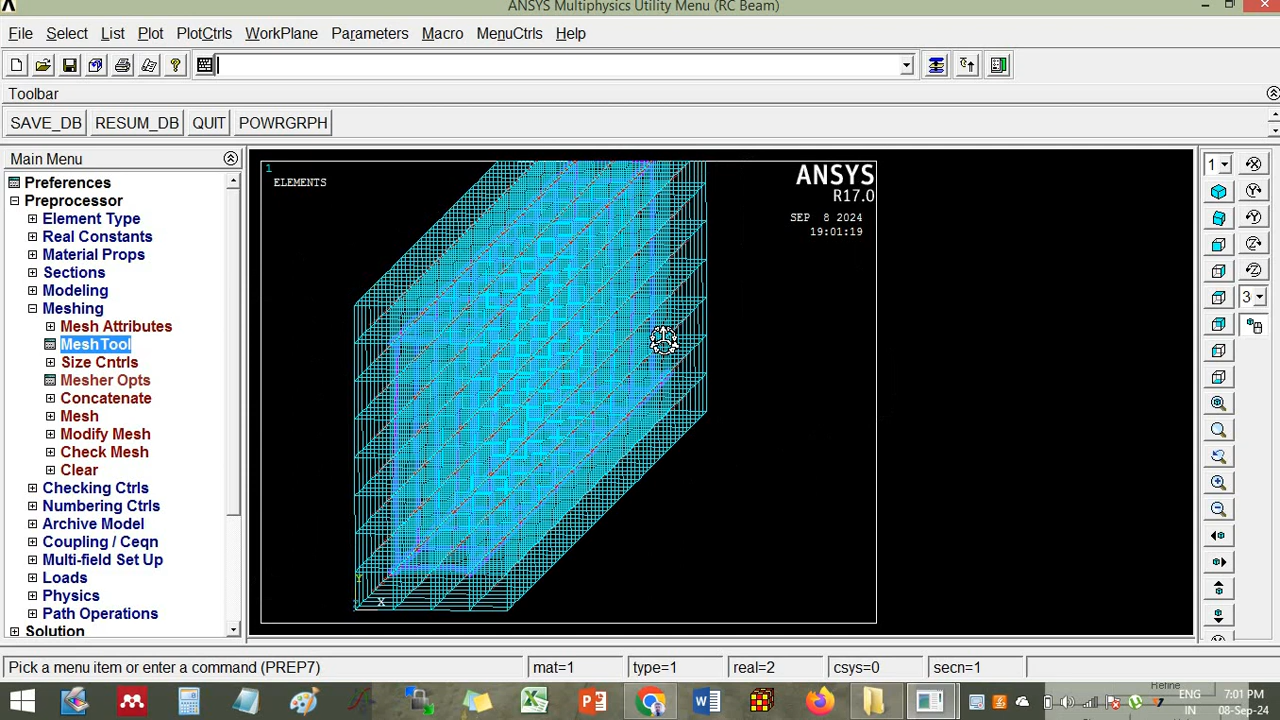 ANSYS Multiphysics Utility Menu (RC Beam)
File Select List Plot PlotCtrls WorkPlane Parameters Macro MenuCtrls Help
Toolbar
SAVE_DB RESUM_DB QUIT POWRGRPH
Main Menu
Preferences
Preprocessor
Element Type
Real Constants
Material Props
Sections
Modeling
Meshing
Mesh Attributes
MeshTool
Size Cntrls
Mesher Opts
Concatenate
Mesh
Modify Mesh
Check Mesh
Clear
Checking Ctrls
Numbering Ctrls
Archive Model
Coupling / Ceqn
Multi-field Set Up
Loads
Physics
Path Operations
Solution
1
ELEMENTS
ANSYS
R17.0
SEP 8 2024
19:01:19
Y
X
1
3
Pick a menu item or enter a command (PREP7)
mat=1
type=1
real=2
csys=0
secn=1
Refine
ENG
IN
7:01 PM
08-Sep-24